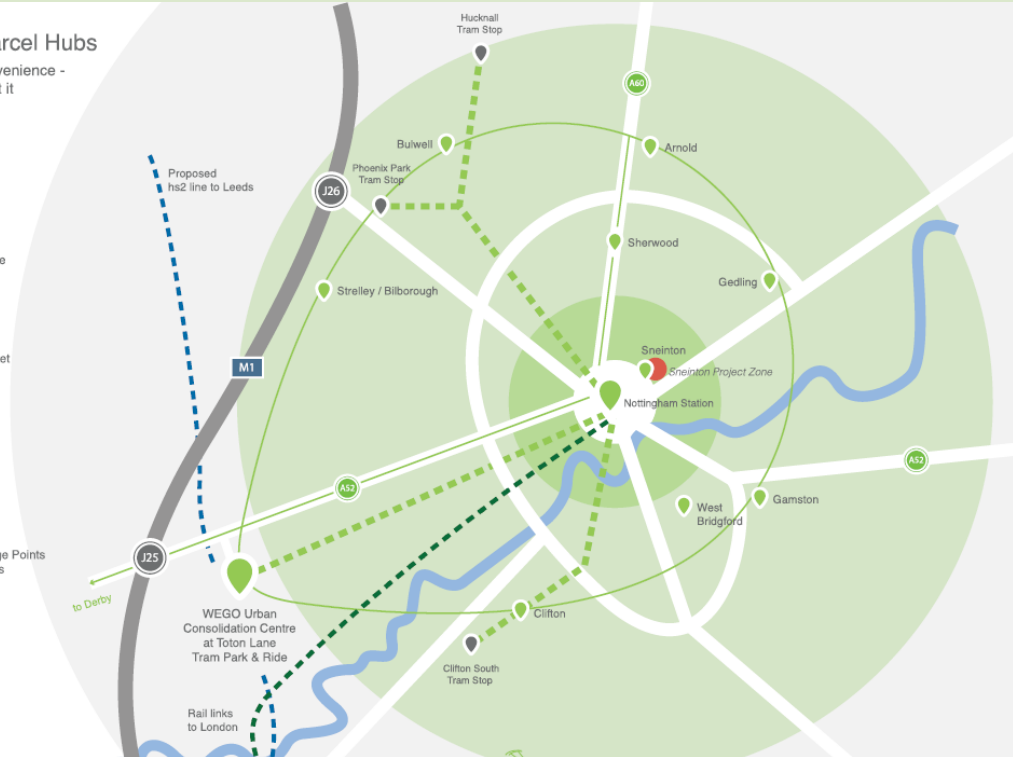 arcel Hubs
venience -
t it
Hucknall
Tram Stop
A60
Bulwell
Arnold
Phoenix Park
Tram Stop
Proposed
hs2 line to Leeds
J26
Sherwood
e
Gedling
Strelley / Bilborough
et
Sneinton
M1
Sneinton Project Zone
Nottingham Station
A52
A52
West
Bridgford
Gamston
ge Points
s
J25
to Derby
WEGO Urban
Consolidation Centre
at Toton Lane
Tram Park & Ride
Clifton
Clifton South
Tram Stop
Rail links
to London